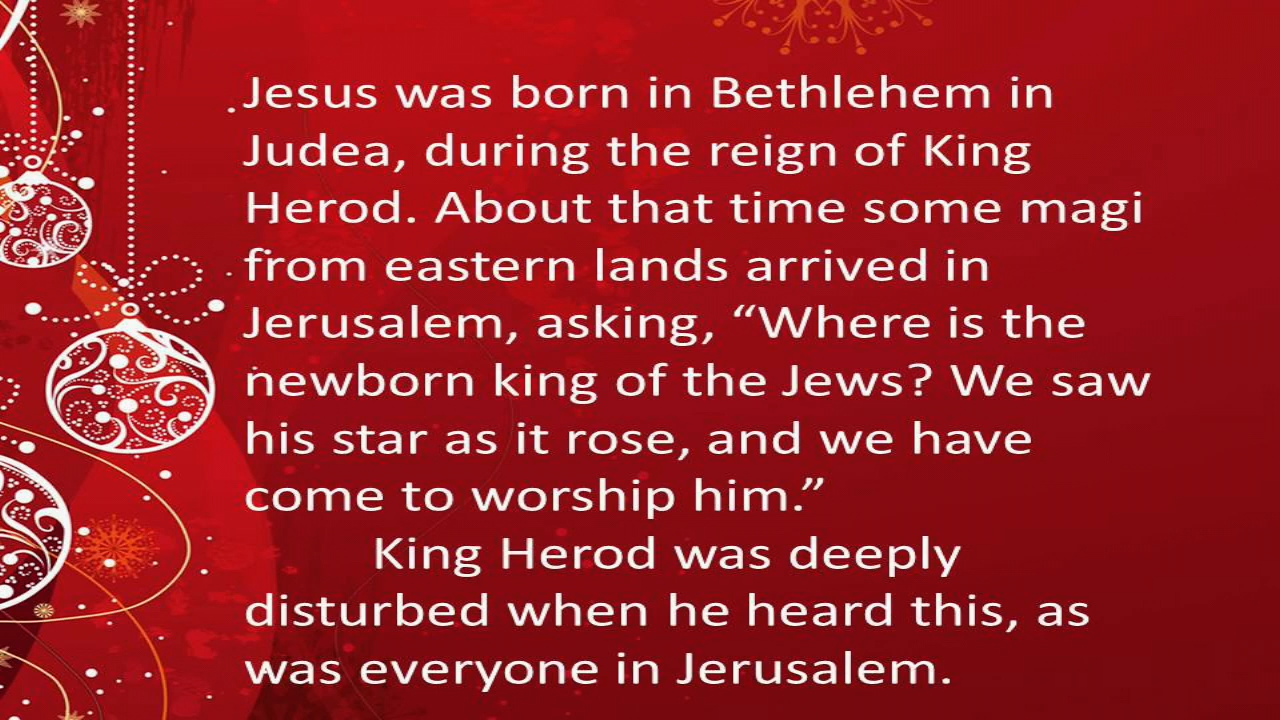 Jesus was born in Bethlehem in
Judea, during the reign of King
Herod. About that time some magi
from eastern lands arrived in
Jerusalem, asking, “Where is the
newborn king of the Jews? We saw
his star as it rose, and we have
come to worship him.”
King Herod was deeply
disturbed when he heard this, as
was everyone in Jerusalem.